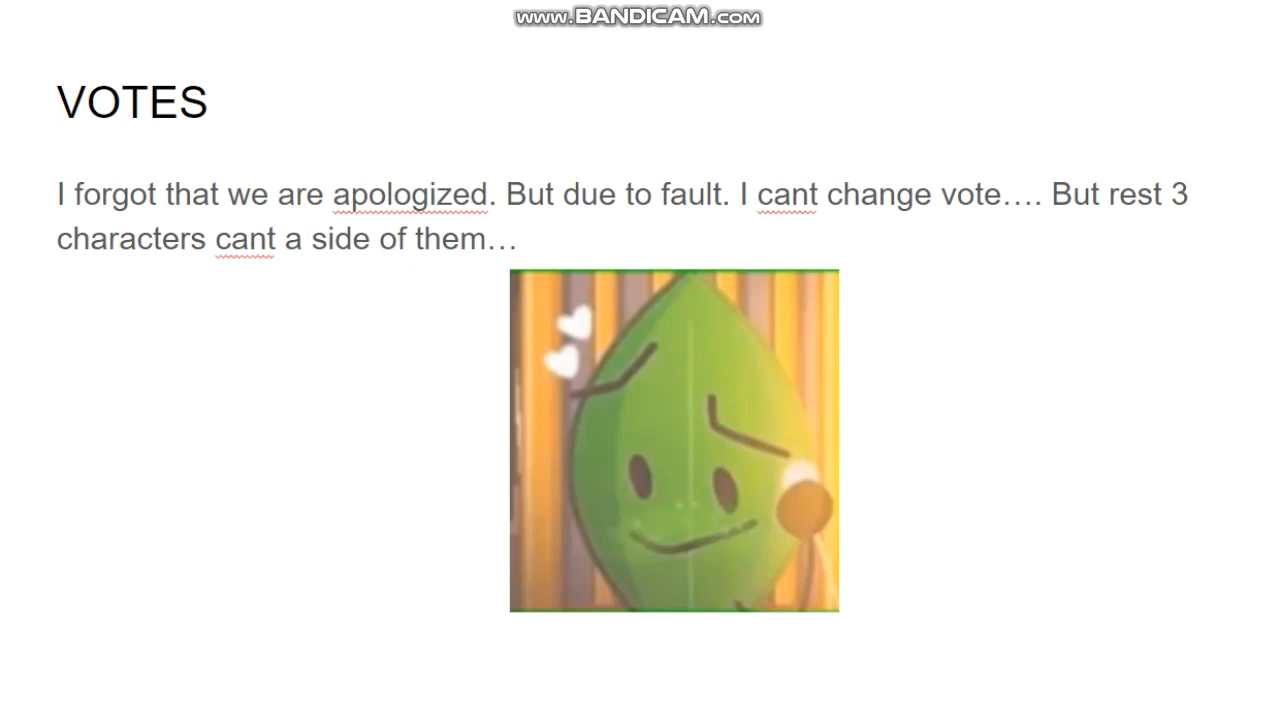 www.BANDICAM.com
VOTES
I forgot that we are apologized. But due to fault. I cant change vote…. But rest 3
characters cant a side of them…